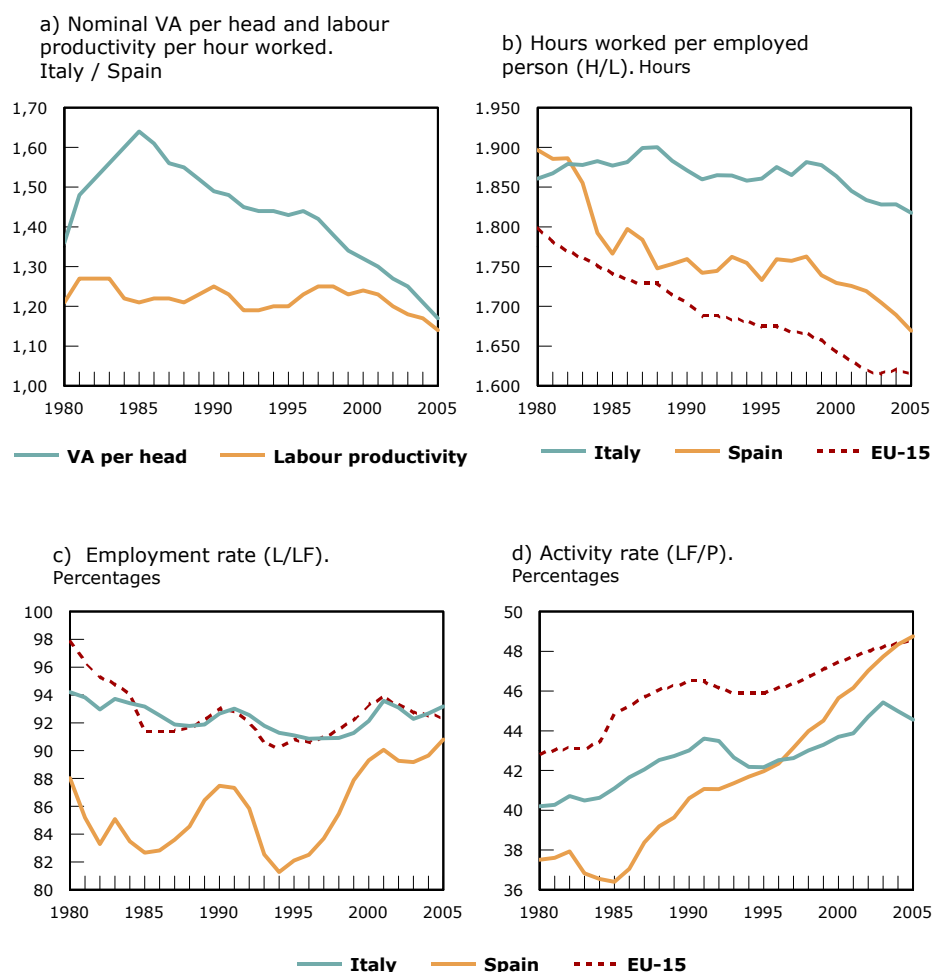 a) Nominal VA per head and labour
productivity per hour worked.
Italy / Spain
1,70
1,60
1,50
1,40
1,30
1,20
1,10
1,00
1980 1985 1990 1995 2000 2005
VA per head Labour productivity
b) Hours worked per employed
person (H/L). Hours
1.950
1.900
1.850
1.800
1.750
1.700
1.650
1.600
1980 1985 1990 1995 2000 2005
Italy Spain EU-15
c) Employment rate (L/LF).
Percentages
100
98
96
94
92
90
88
86
84
82
80
1980 1985 1990 1995 2000 2005
d) Activity rate (LF/P).
Percentages
50
48
46
44
42
40
38
36
1980 1985 1990 1995 2000 2005
Italy Spain EU-15